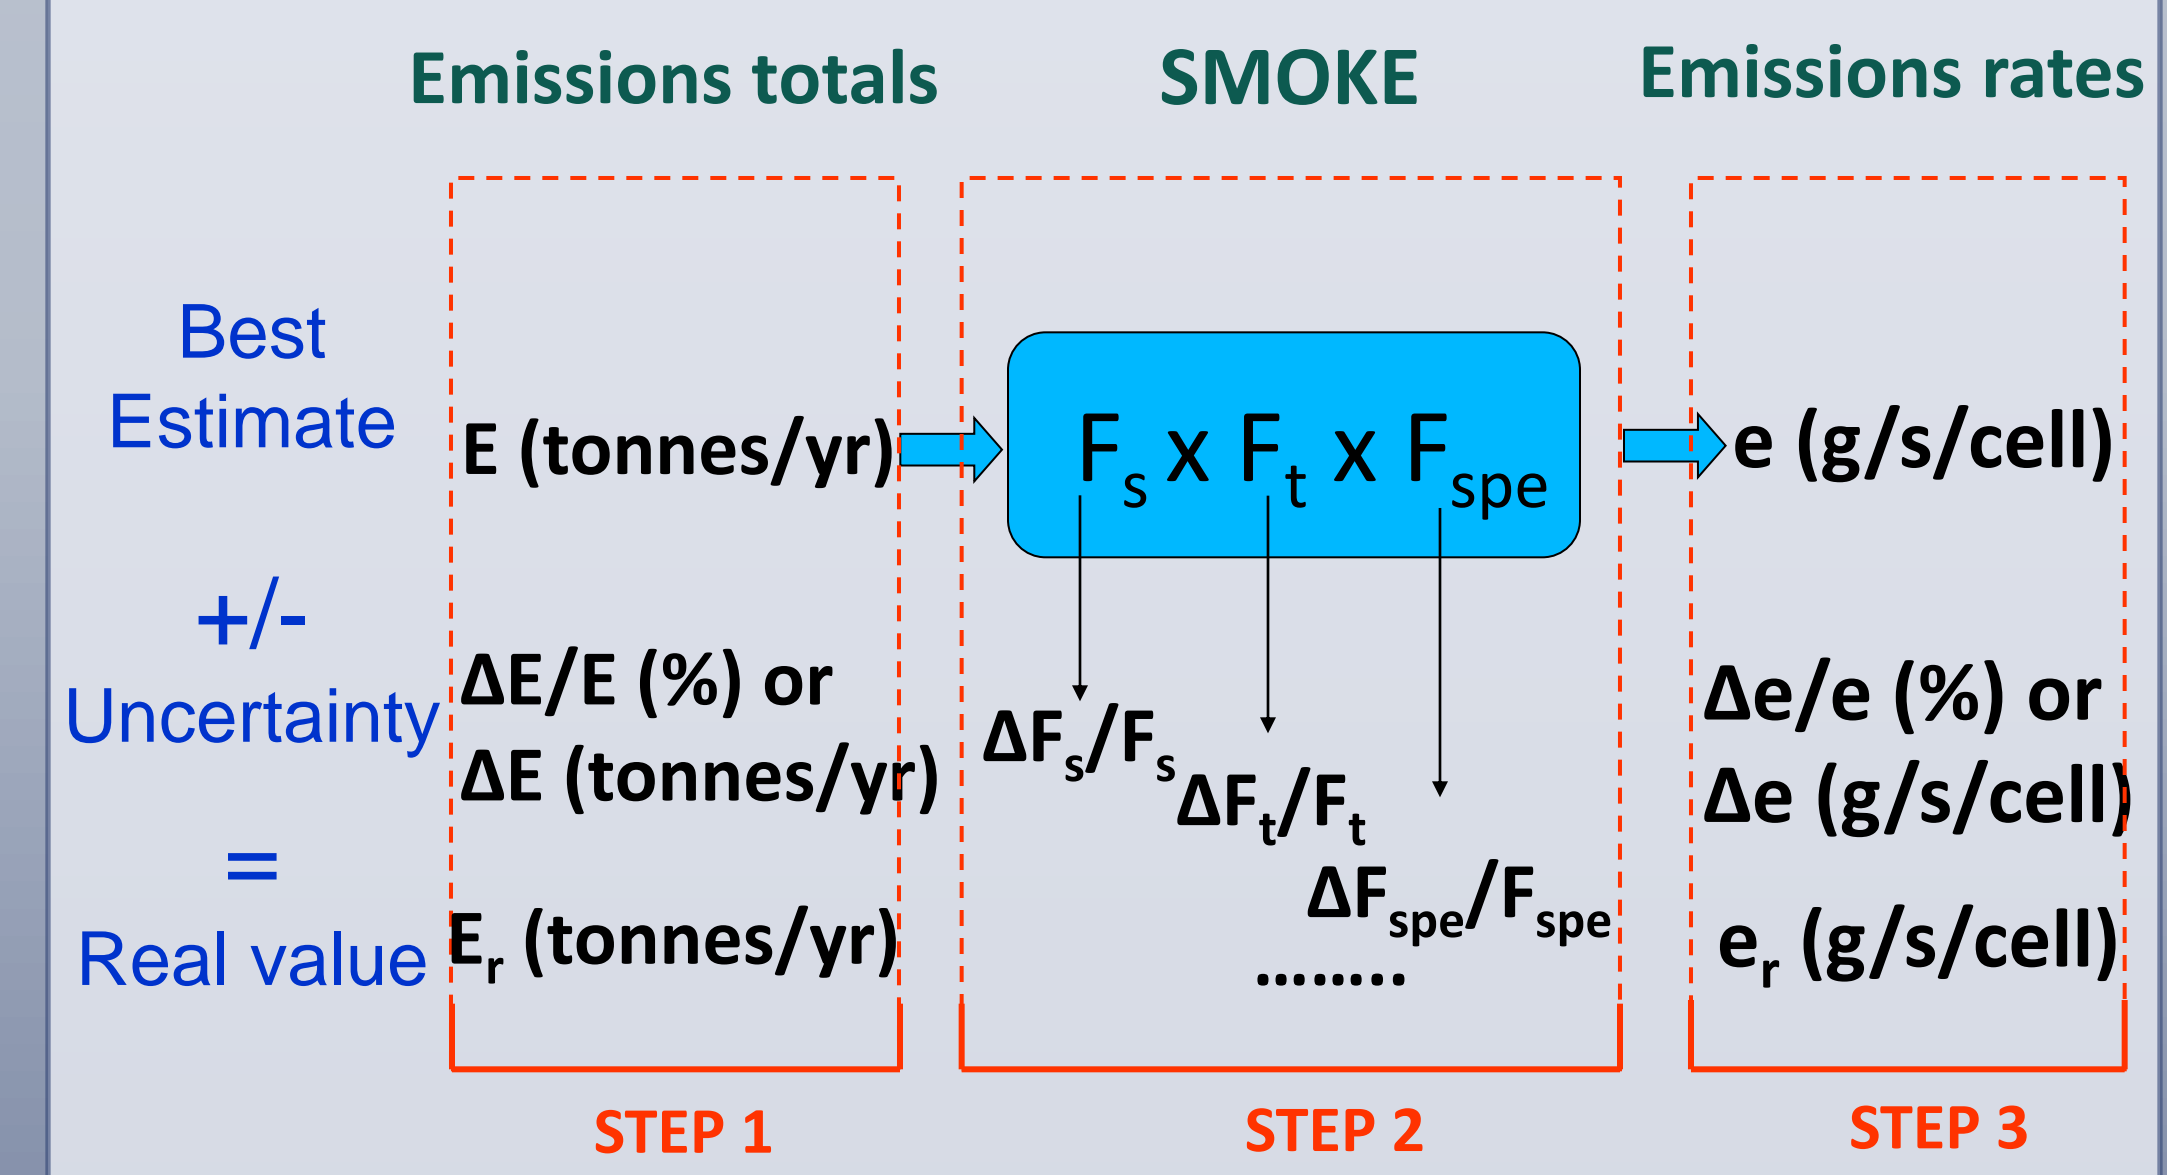 Emissions totals
SMOKE
Emissions rates
Best
Estimate
E (tonnes/yr)
Fs x Ft x Fspe
e (g/s/cell)
+/-
Uncertainty
ΔE/E (%) or
ΔE (tonnes/yr)
ΔFs/Fs
ΔFt/Ft
ΔFspe/Fspe
........
Δe/e (%) or
Δe (g/s/cell)
=
Real value
Er (tonnes/yr)
er (g/s/cell)
STEP 1
STEP 2
STEP 3